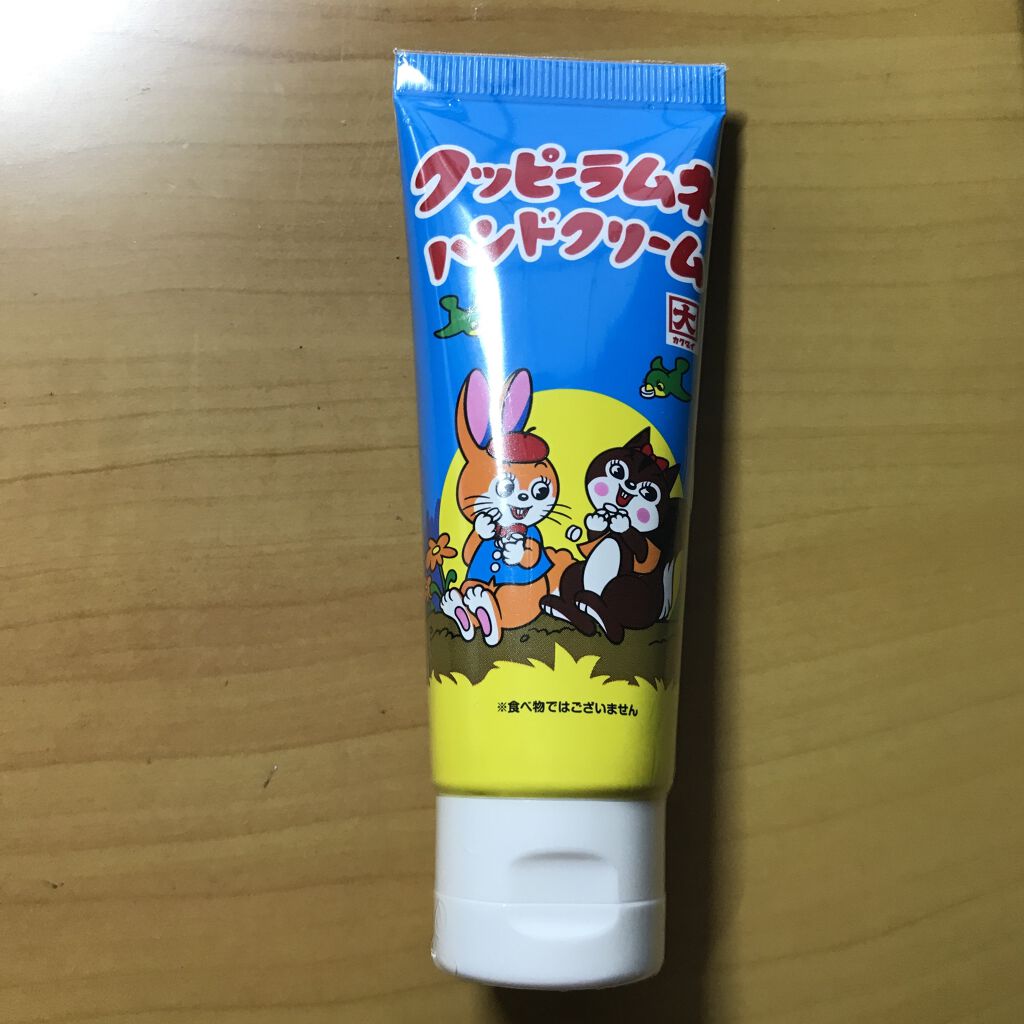 クッピーラムネ
ハンドクリーム
大
カクダイ
※食べ物ではございません